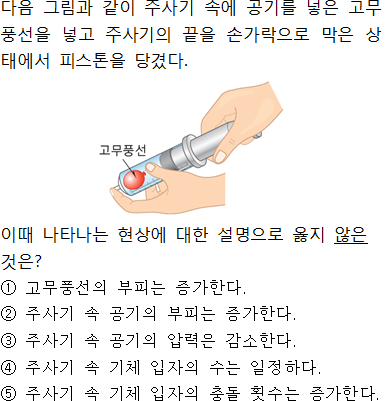 다음 그림과 같이 주사기 속에 공기를 넣은 고무
풍선을 넣고 주사기의 끝을 손가락으로 막은 상
태에서 피스톤을 당겼다.
고무풍선
이때 나타나는 현상에 대한 설명으로 옳지 않은
것은?
① 고무풍선의 부피는 증가한다.
② 주사기 속 공기의 부피는 증가한다.
③ 주사기 속 공기의 압력은 감소한다.
④ 주사기 속 기체 입자의 수는 일정하다.
⑤ 주사기 속 기체 입자의 충돌 횟수는 증가한다.